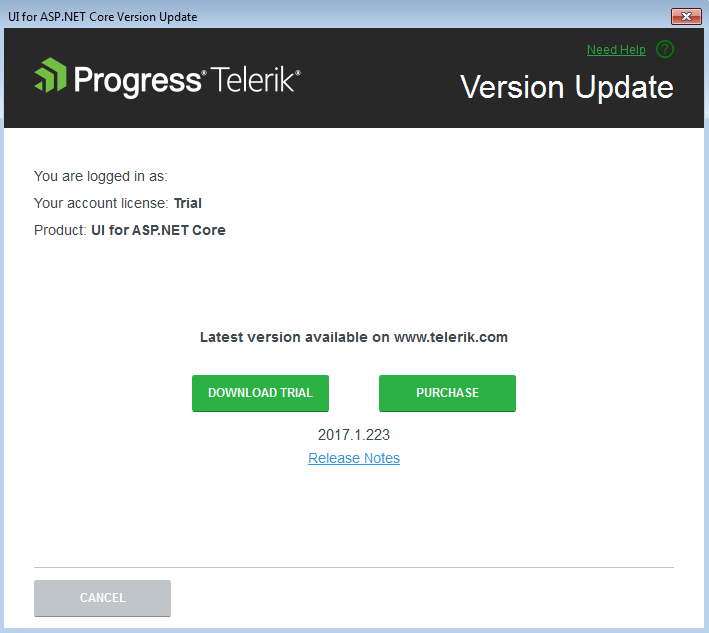 UI for ASP.NET Core Version Update
Need Help ?
Progress® Telerik®
Version Update
You are logged in as:
Your account license: Trial
Product: UI for ASP.NET Core
Latest version available on www.telerik.com
DOWNLOAD TRIAL PURCHASE
2017.1.223
Release Notes
CANCEL